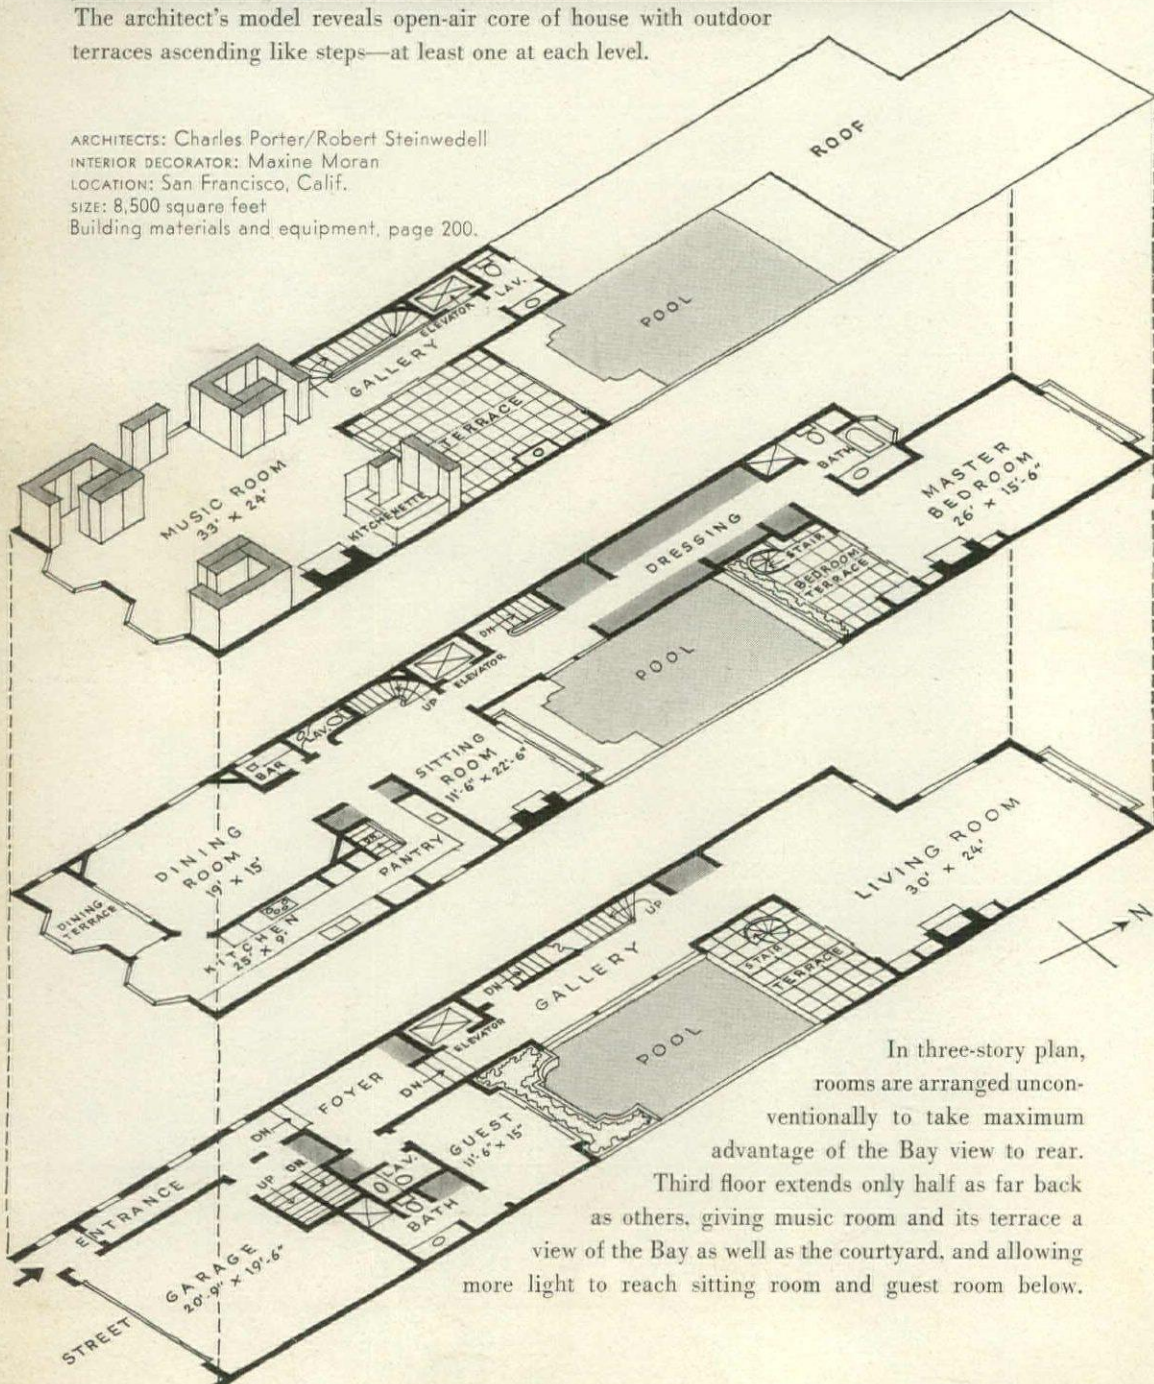 The architect's model reveals open-air core of house with outdoor
terraces ascending like steps—at least one at each level.
ARCHITECTS: Charles Porter/Robert Steinwedell
INTERIOR DECORATOR: Maxine Moran
LOCATION: San Francisco, Calif.
SIZE: 8,500 square feet
Building materials and equipment, page 200.
ROOF
POOL
LAV.
ELEVATOR
GALLERY
TERRACE
KITCHENETTE
MUSIC ROOM
33' × 24'
MASTER
BEDROOM
26' × 15'-6"
BATH
DRESSING
STAIR
BEDROOM
TERRACE
POOL
DN
ELEVATOR
UP
LAV.
BAR
SITTING
ROOM
11'-6" × 22'-6"
DINING
ROOM
19' × 15'
DN
PANTRY
KITCHEN
25' × 9'
DINING
TERRACE
LIVING ROOM
30' × 24'
N
UP
STAIR
TERRACE
DN
GALLERY
POOL
ELEVATOR
FOYER
DN
GUEST
11'-6" × 15'
DN
DN
UP
LAV.
BATH
ENTRANCE
GARAGE
20'-9" × 19'-6"
STREET
In three-story plan,
rooms are arranged uncon-
ventionally to take maximum
advantage of the Bay view to rear.
Third floor extends only half as far back
as others, giving music room and its terrace a
view of the Bay as well as the courtyard, and allowing
more light to reach sitting room and guest room below.